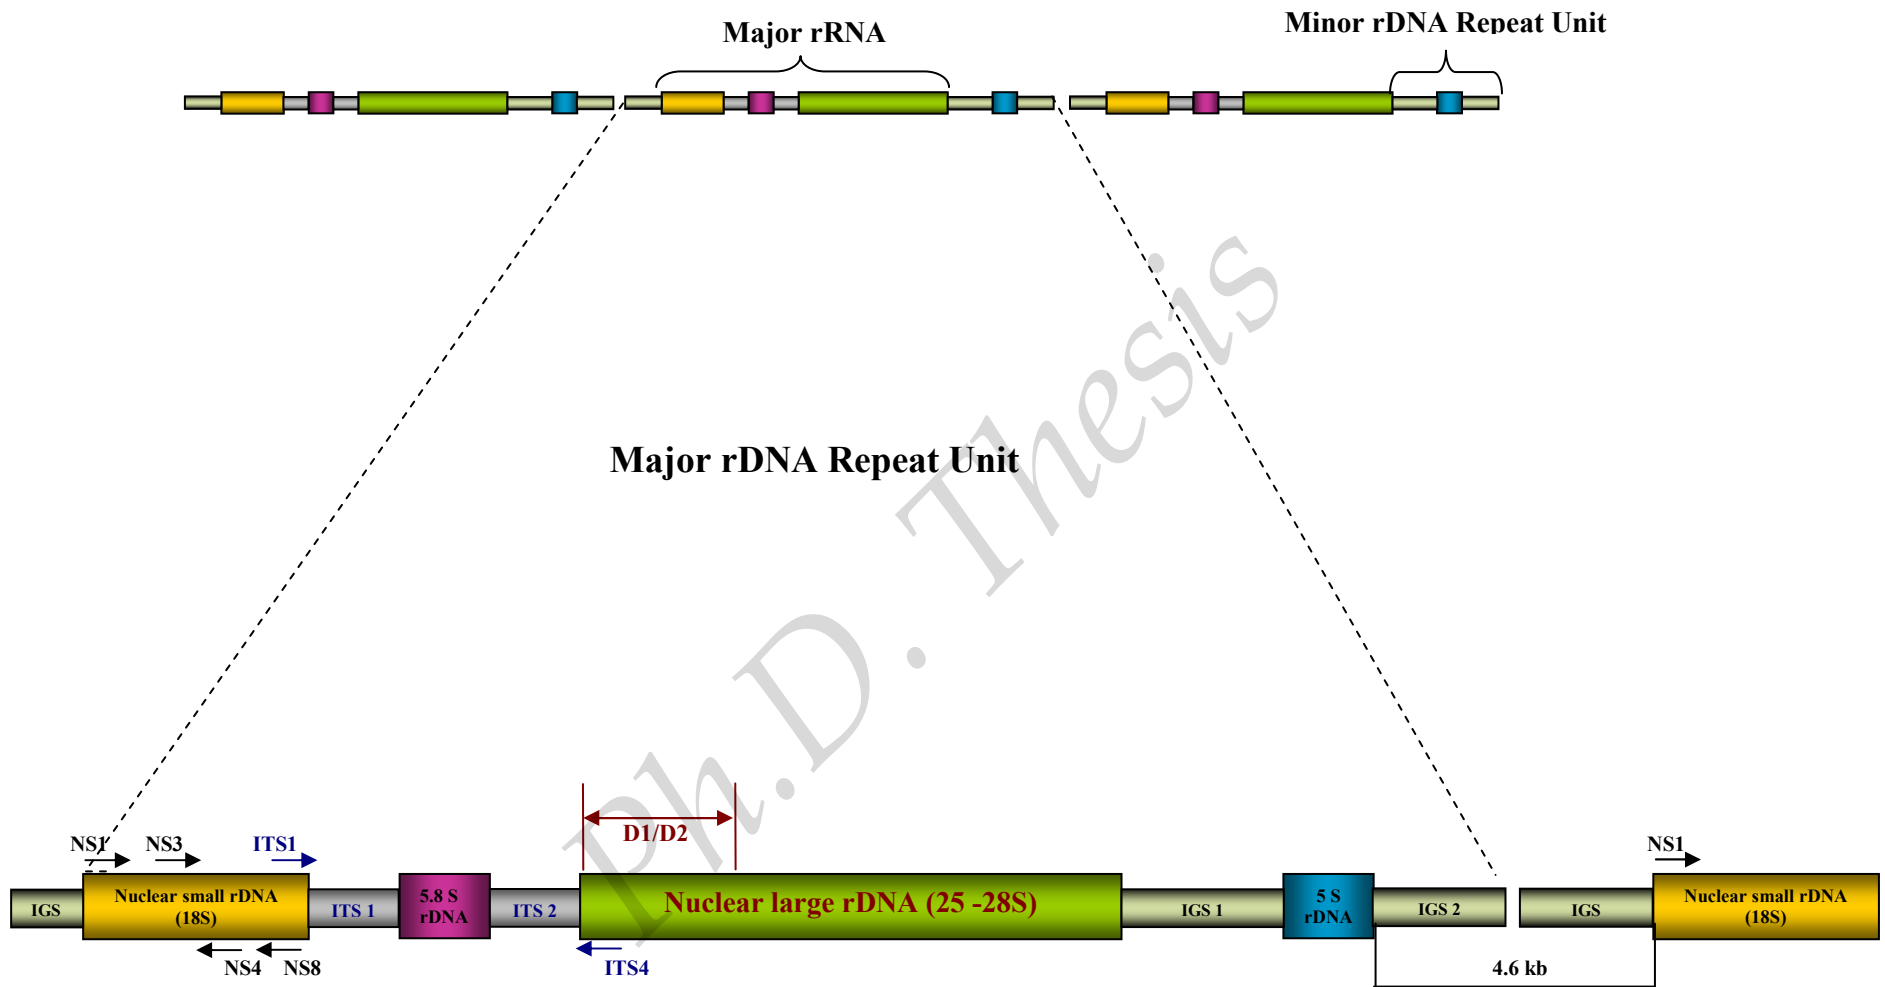 Major rRNA
Minor rDNA Repeat Unit
Major rDNA Repeat Unit
Ph.D. Thesis
D1/D2
NS1
NS3
ITS1
NS1
IGS
Nuclear small rDNA
(18S)
ITS 1
5.8 S
rDNA
ITS 2
Nuclear large rDNA (25 -28S)
IGS 1
5 S
rDNA
IGS 2
IGS
Nuclear small rDNA
(18S)
NS4
NS8
ITS4
4.6 kb